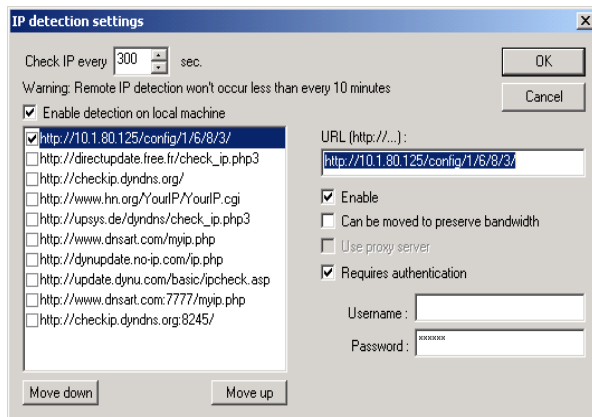 IP detection settings
Check IP every 300 sec.
OK
Warning: Remote IP detection won't occur less than every 10 minutes
Cancel
Enable detection on local machine
http://10.1.80.125/config/1/6/8/3/
http://directupdate.free.fr/check_ip.php3
http://checkip.dyndns.org/
http://www.hn.org/YourIP/YourIP.cgi
http://upsys.de/dyndns/check_ip.php3
http://www.dnsart.com/myip.php
http://dynupdate.no-ip.com/ip.php
http://update.dynu.com/basic/ipcheck.asp
http://www.dnsart.com:7777/myip.php
http://checkip.dyndns.org:8245/
Move down
Move up
URL (http://...) :
http://10.1.80.125/config/1/6/8/3/
Enable
Can be moved to preserve bandwidth
Use proxy server
Requires authentication
Username :
Password : ******